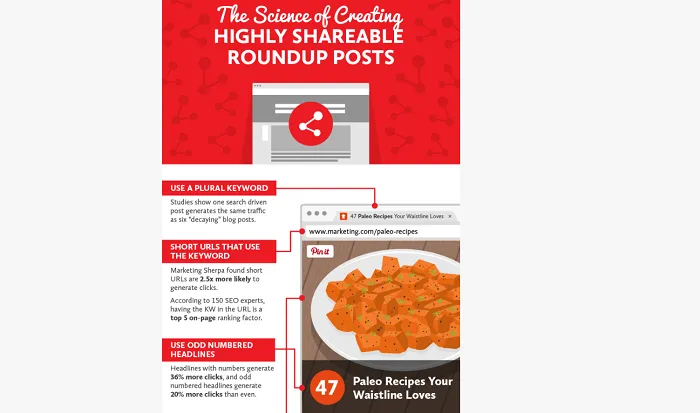 The Science of Creating
HIGHLY SHAREABLE
ROUNDUP POSTS
USE A PLURAL KEYWORD
Studies show one search driven
post generates the same traffic
as six "decaying" blog posts.
47 Paleo Recipes Your Waistline Loves ×
SHORT URLS THAT USE
THE KEYWORD
www.marketing.com/paleo-recipes
Pin it
Marketing Sherpa found short
URLs are 2.5x more likely to
generate clicks.
According to 150 SEO experts,
having the KW in the URL is a
top 5 on-page ranking factor.
USE ODD NUMBERED
HEADLINES
Headlines with numbers generate
36% more clicks, and odd
numbered headlines generate
20% more clicks than even.
47
Paleo Recipes Your
Waistline Loves